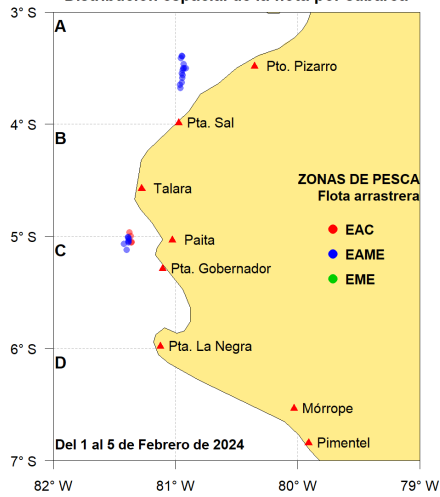 Distribución espacial de la flota por subárea
3° S
A
Pto. Pizarro
Pta. Sal
4° S
B
ZONAS DE PESCA
Flota arrastrera
Talara
EAC
5° S
Paita
C
EAME
Pta. Gobernador
EME
6° S
Pta. La Negra
D
Mórrope
Del 1 al 5 de Febrero de 2024
Pimentel
7° S
82° W
81° W
80° W
79° W